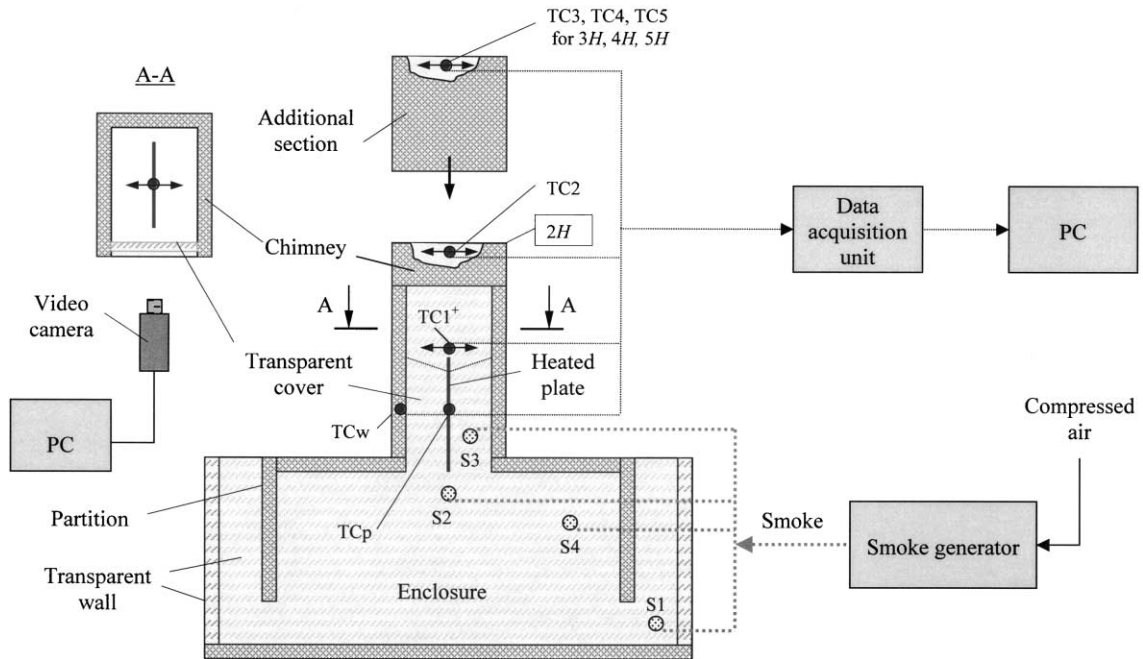 TC3, TC4, TC5
for 3H, 4H, 5H
A-A
Additional
section
TC2
2H
Chimney
Data
acquisition
unit
PC
Video
camera
A
A
TC1+
Transparent
cover
Heated
plate
PC
TCw
Compressed
air
S3
Partition
S2
TCp
S4
Smoke
Smoke generator
Transparent
wall
Enclosure
S1